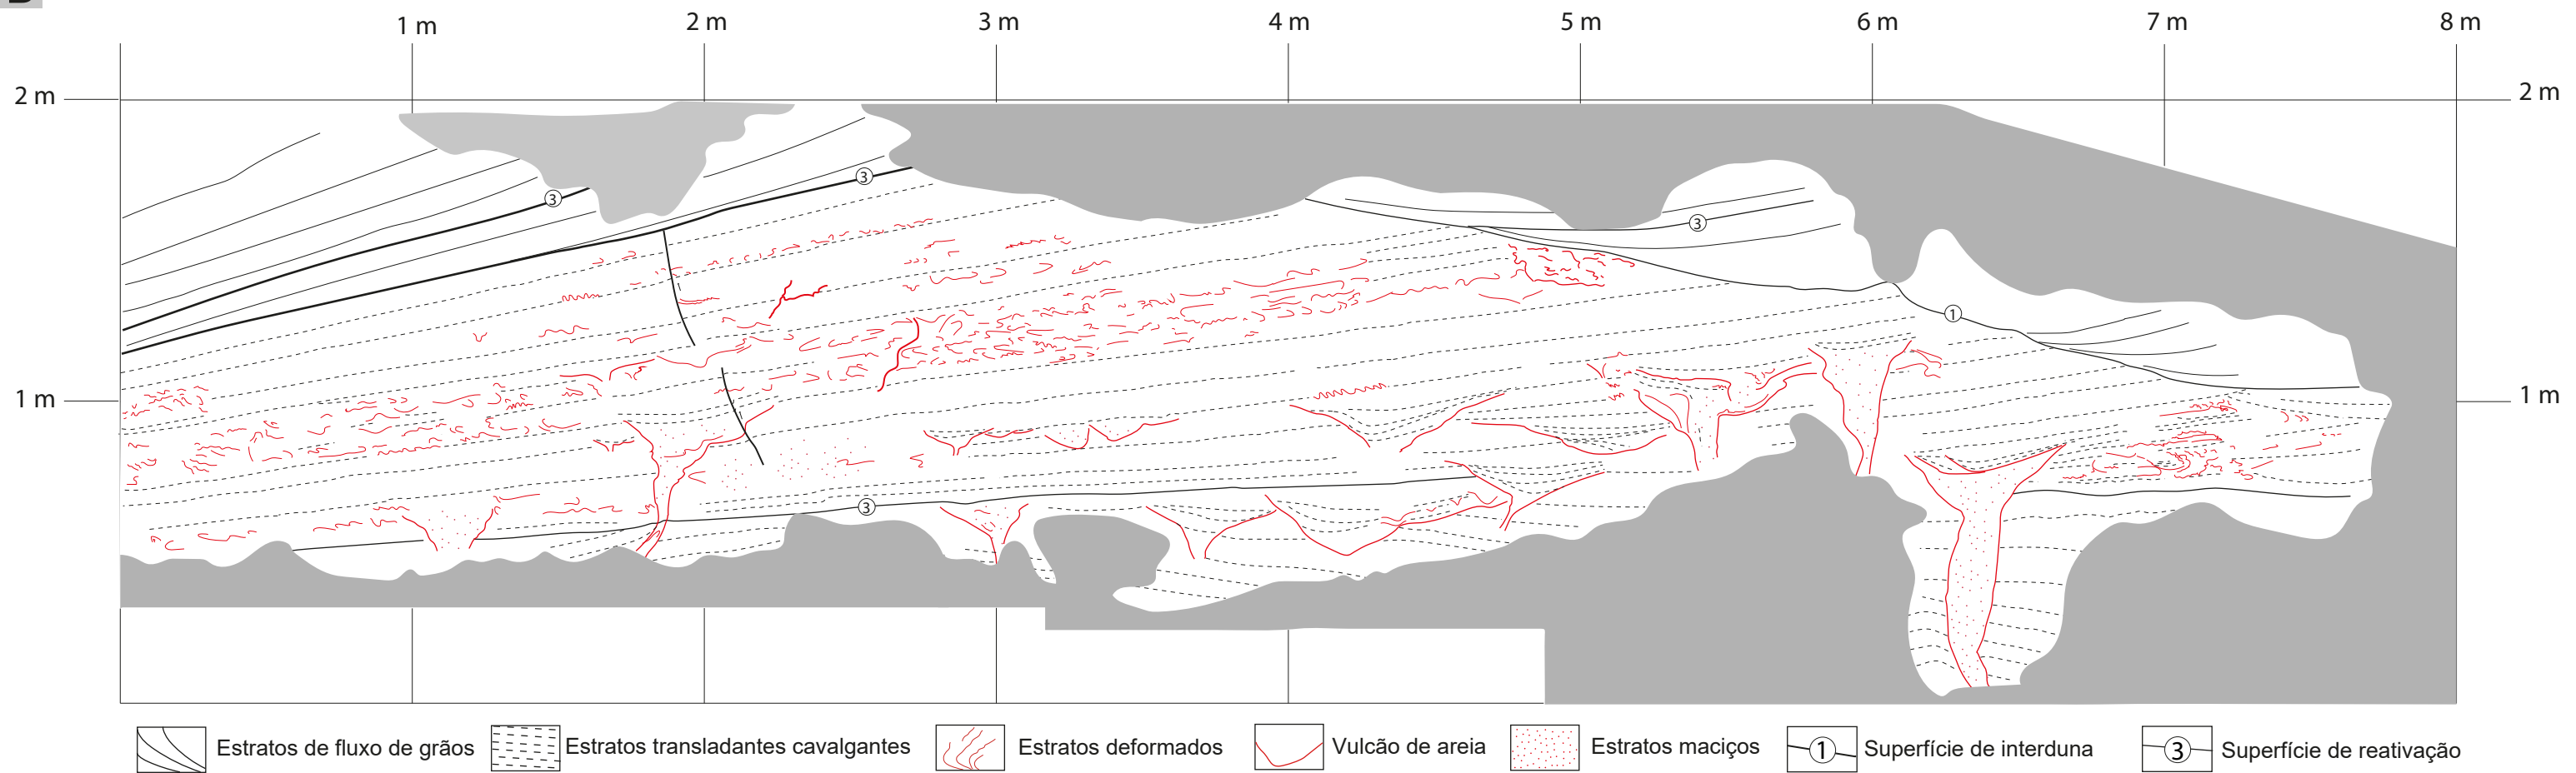 1 m 2 m 3 m 4 m 5 m 6 m 7 m 8 m
2 m 2 m
3 3
3
1
1 m 1 m
3
Estratos de fluxo de grãos Estratos transladantes cavalgantes Estratos deformados Vulcão de areia Estratos maciços 1 Superfície de interduna 3 Superfície de reativação